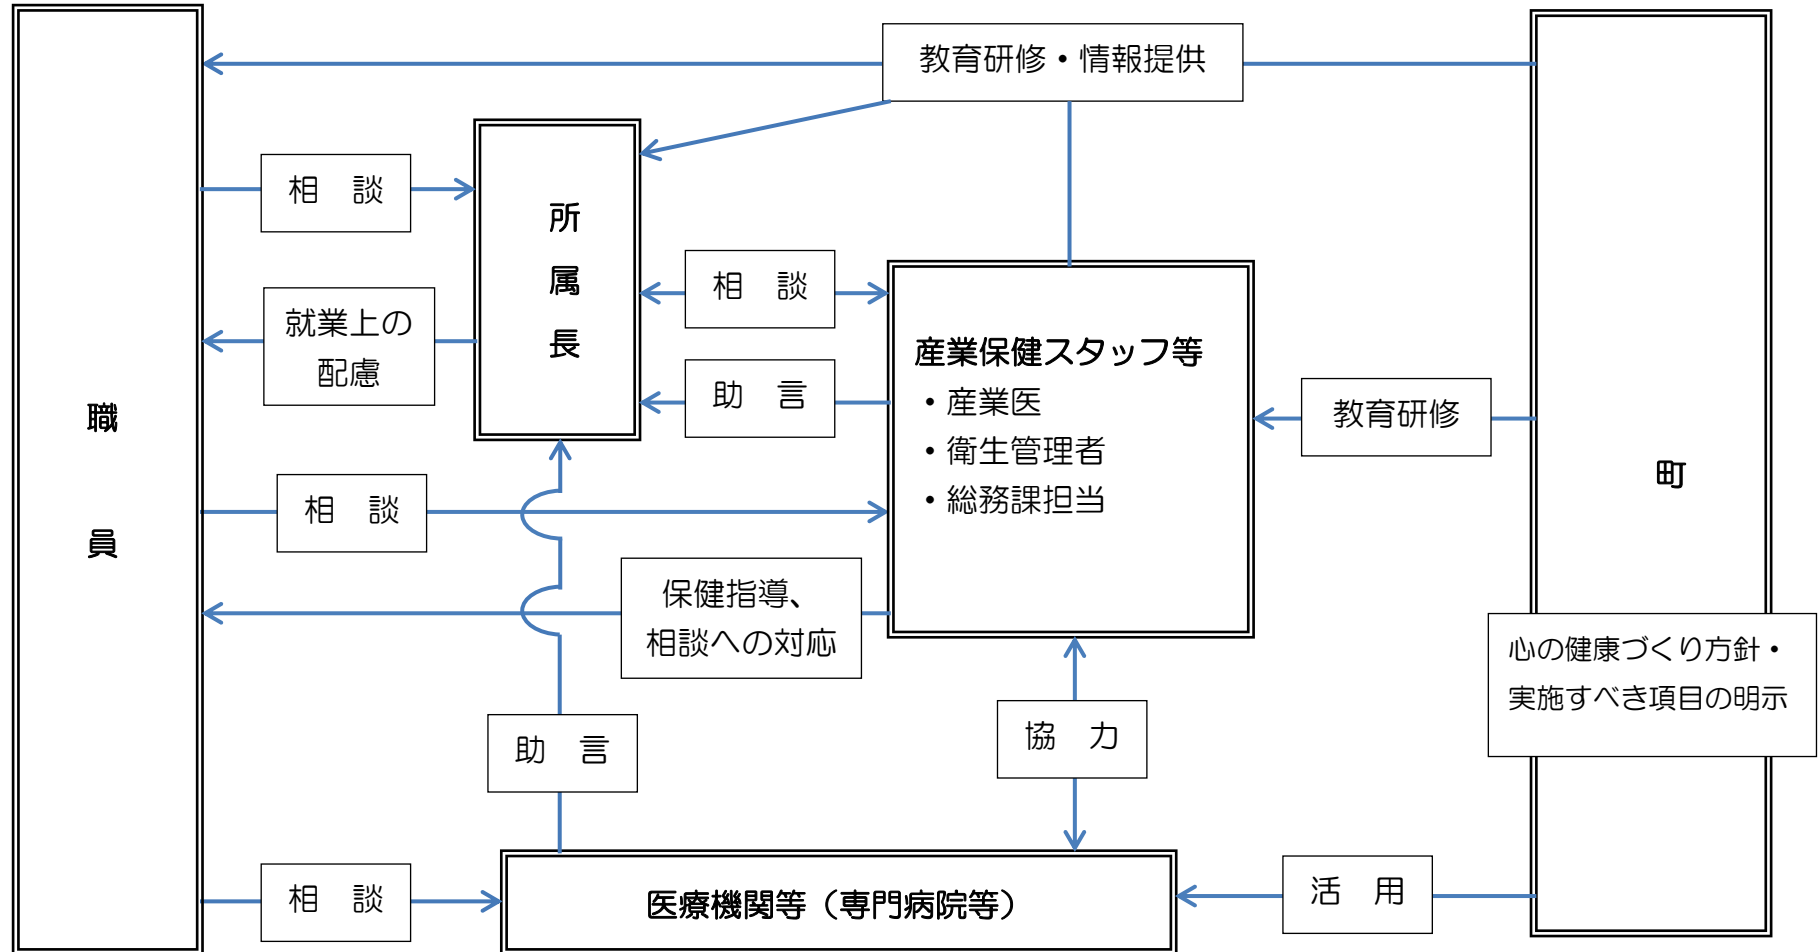 教育研修・情報提供
相　談
所
属
長
相　談
就業上の
配慮
産業保健スタッフ等
・産業医
・衛生管理者
・総務課担当
助　言
教育研修
職
員
町
相　談
保健指導、
相談への対応
心の健康づくり方針・
実施すべき項目の明示
助　言
協　力
相　談
医療機関等（専門病院等）
活　用